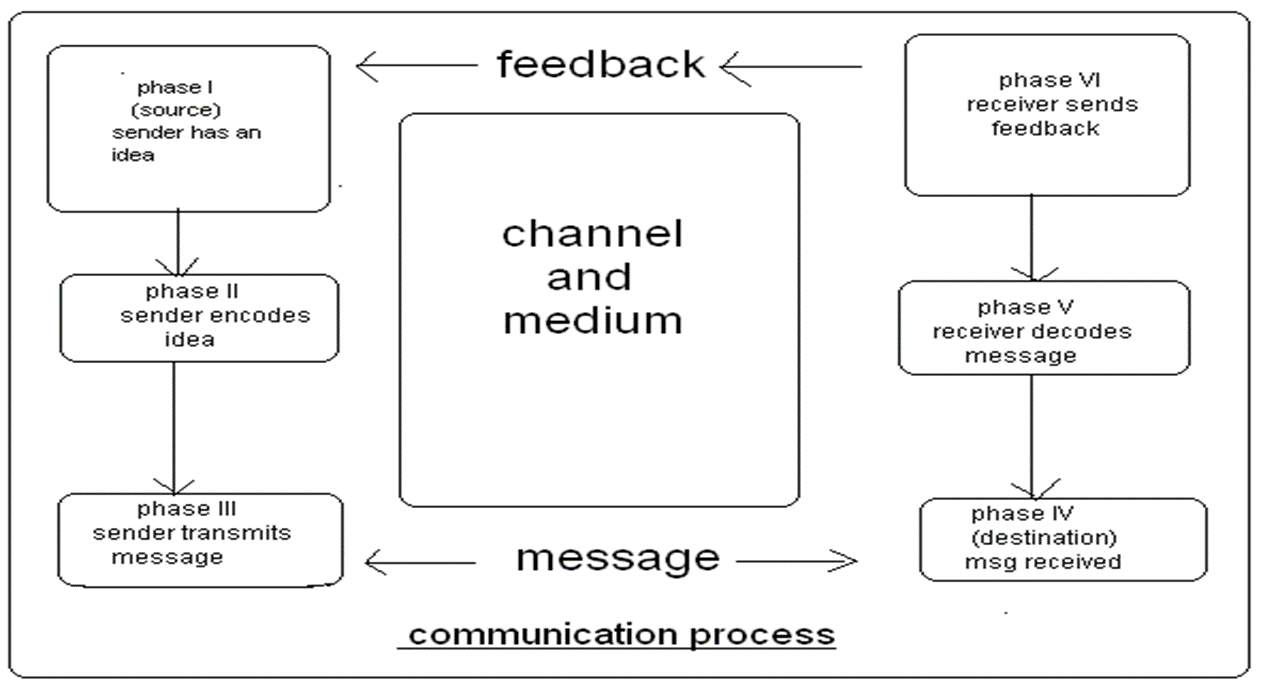 feedback
phase I
(source)
sender has an
idea
phase VI
receiver sends
feedback
channel
and
medium
phase II
sender encodes
idea
phase V
receiver decodes
message
phase III
sender transmits
message
message
phase IV
(destination)
msg received
communication process